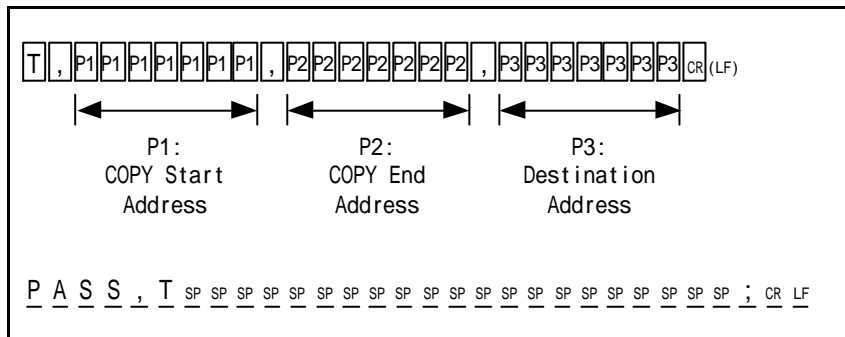 T , P1 P1 P1 P1 P1 P1 P1 , P2 P2 P2 P2 P2 P2 P2 , P3 P3 P3 P3 P3 P3 P3 CR (LF)
P1: P2: P3:
COPY Start COPY End Destination
Address Address Address
P A S S , T SP SP SP SP SP SP SP SP SP SP SP SP SP SP SP SP SP SP SP SP SP ; CR LF